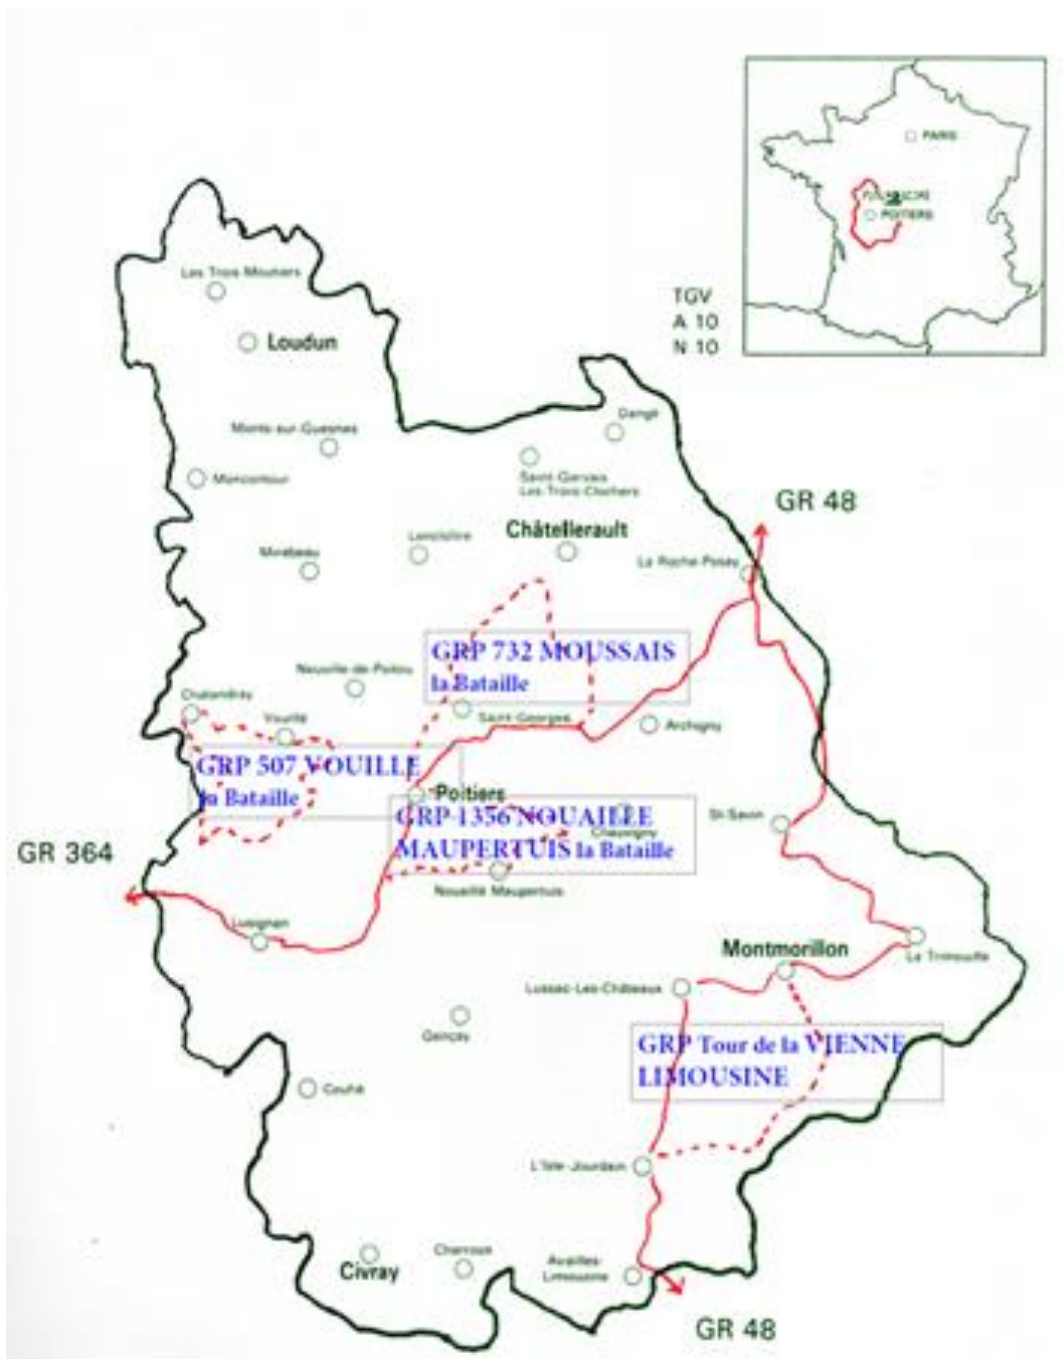 PARIS
POITIERS
TGV
A 10
N 10
Les Trois Moutiers
Loudun
Dangé
Monts-sur-Guesnes
Moncontour
Saint-Gervais
Les-Trois-Clochers
GR 48
Châtellerault
Lencloître
Mirebeau
La Roche-Posay
GRP 732 MOUSSAIS
la Bataille
Neuville-de-Poitou
Chalandray
Vouillé
Saint-Georges
Archigny
GRP 507 VOUILLE
la Bataille
Poitiers
GRP 1356 NOUAILLE
MAUPERTUIS la Bataille
Chauvigny
St-Savin
GR 364
Nouaillé Maupertuis
Lusignan
Montmorillon
La Trimouille
Lussac-Les-Châteaux
Gençay
GRP Tour de la VIENNE
LIMOUSINE
Couhé
L'Isle-Jourdain
Charroux
Civray
Availles-
Limousine
GR 48